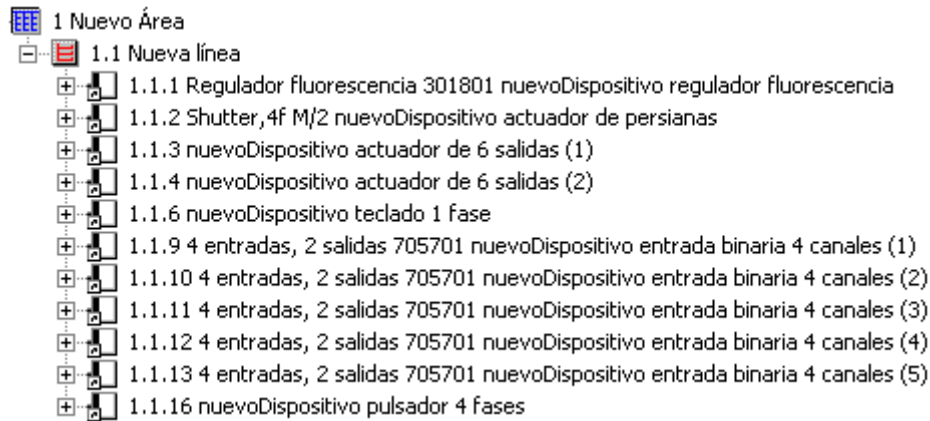 1 Nuevo Área
1.1 Nueva línea
1.1.1 Regulador fluorescencia 301801 nuevoDispositivo regulador fluorescencia
1.1.2 Shutter,4f M/2 nuevoDispositivo actuador de persianas
1.1.3 nuevoDispositivo actuador de 6 salidas (1)
1.1.4 nuevoDispositivo actuador de 6 salidas (2)
1.1.6 nuevoDispositivo teclado 1 fase
1.1.9 4 entradas, 2 salidas 705701 nuevoDispositivo entrada binaria 4 canales (1)
1.1.10 4 entradas, 2 salidas 705701 nuevoDispositivo entrada binaria 4 canales (2)
1.1.11 4 entradas, 2 salidas 705701 nuevoDispositivo entrada binaria 4 canales (3)
1.1.12 4 entradas, 2 salidas 705701 nuevoDispositivo entrada binaria 4 canales (4)
1.1.13 4 entradas, 2 salidas 705701 nuevoDispositivo entrada binaria 4 canales (5)
1.1.16 nuevoDispositivo pulsador 4 fases